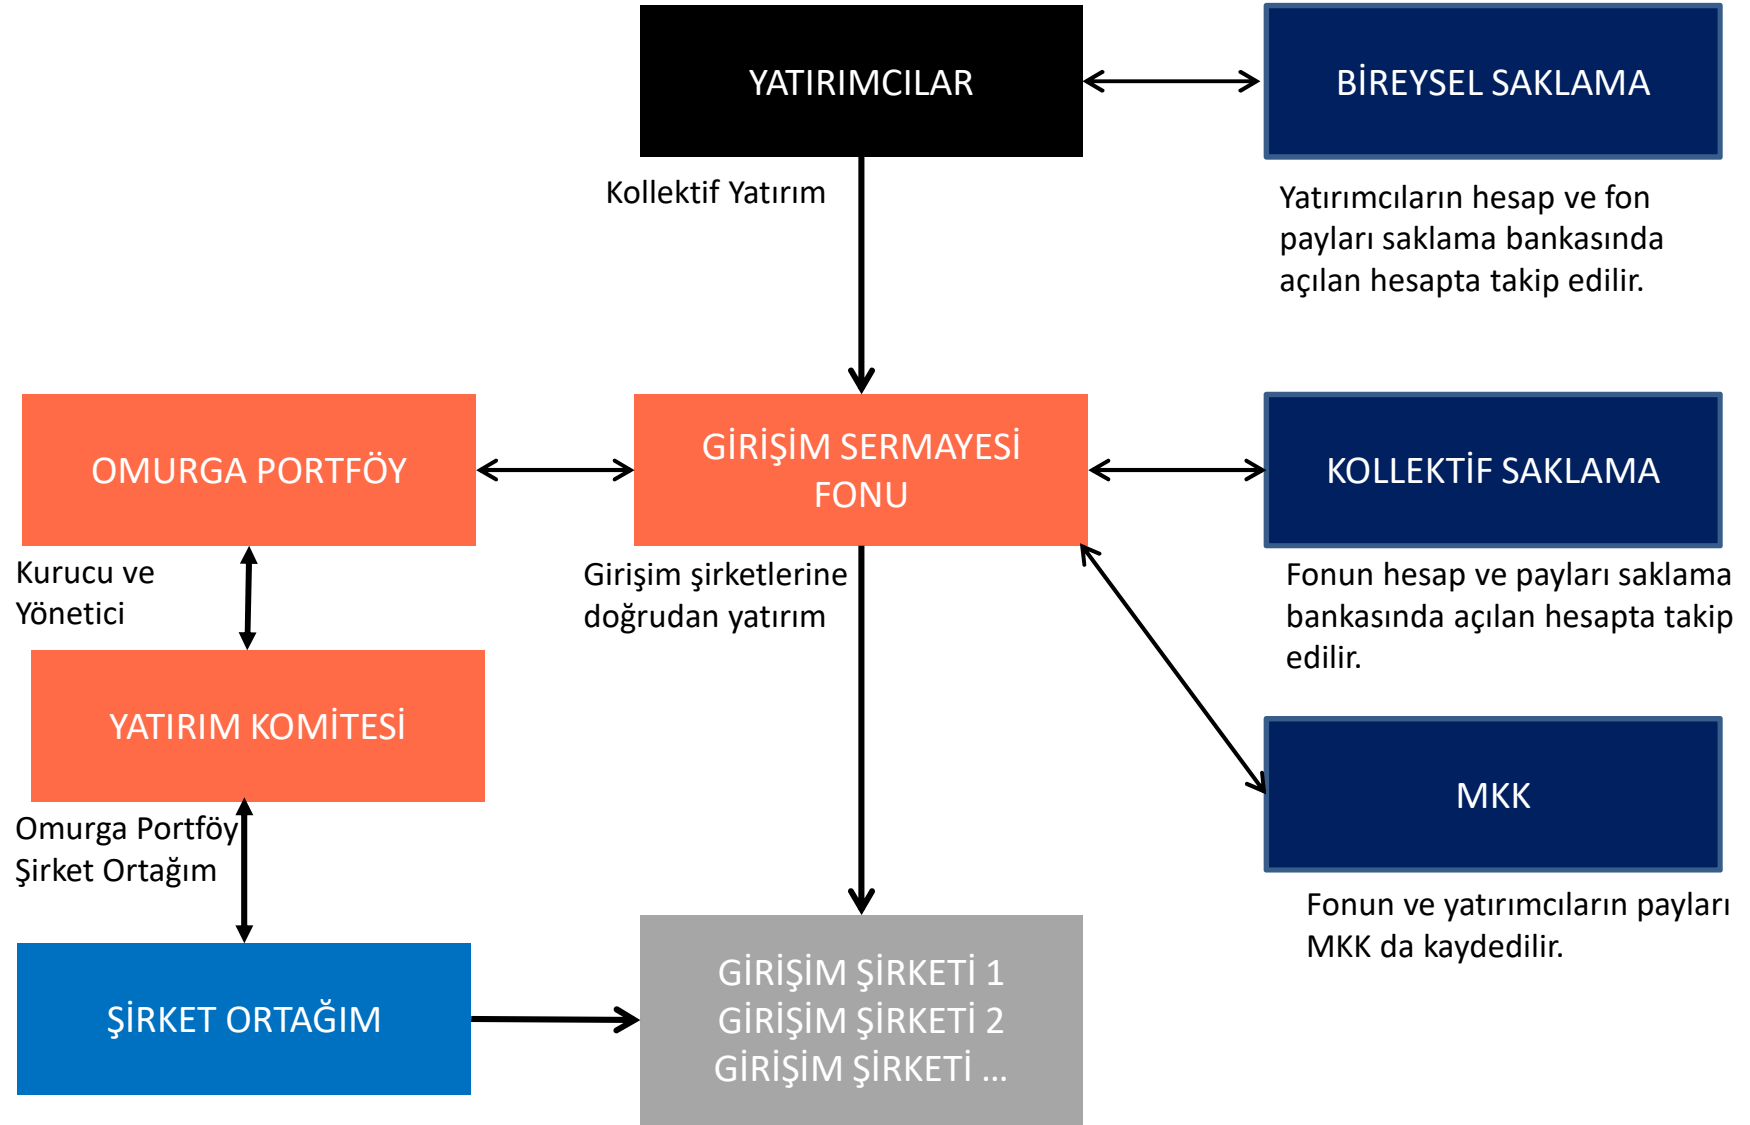 YATIRIMCILAR
BİREYSEL SAKLAMA
Kollektif Yatırım
Yatırımcıların hesap ve fon
payları saklama bankasında
açılan hesapta takip edilir.
OMURGA PORTFÖY
GİRİŞİM SERMAYESİ
FONU
KOLLEKTİF SAKLAMA
Kurucu ve
Yönetici
Girişim şirketlerine
doğrudan yatırım
Fonun hesap ve payları saklama
bankasında açılan hesapta takip
edilir.
YATIRIM KOMİTESİ
MKK
Omurga Portföy
Şirket Ortağım
Fonun ve yatırımcıların payları
MKK da kaydedilir.
ŞİRKET ORTAĞIM
GİRİŞİM ŞİRKETİ 1
GİRİŞİM ŞİRKETİ 2
GİRİŞİM ŞİRKETİ ...